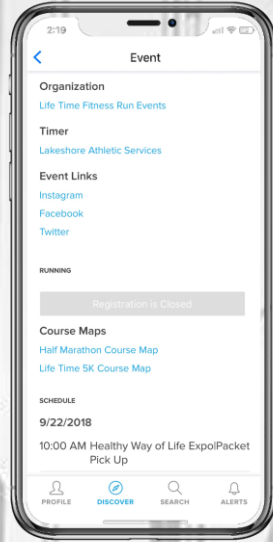 2:19
Event
Organization
Life Time Fitness Run Events
Timer
Lakeshore Athletic Services
Event Links
Instagram
Facebook
Twitter
RUNNING
Registration is Closed
Course Maps
Half Marathon Course Map
Life Time 5K Course Map
SCHEDULE
9/22/2018
10:00 AM Healthy Way of Life Expo|Packet
Pick Up
PROFILE DISCOVER SEARCH ALERTS